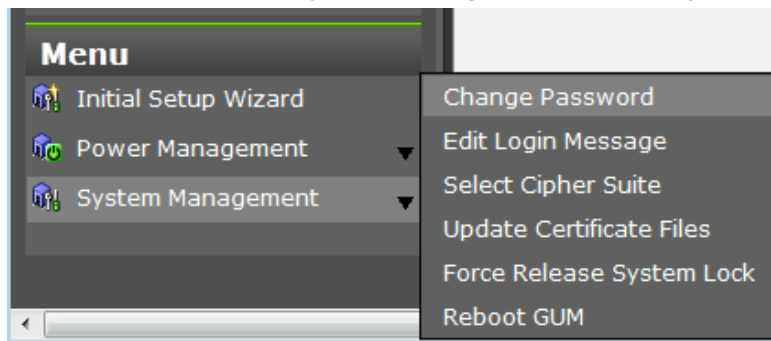 Menu
Initial Setup Wizard
Power Management
System Management
Change Password
Edit Login Message
Select Cipher Suite
Update Certificate Files
Force Release System Lock
Reboot GUM